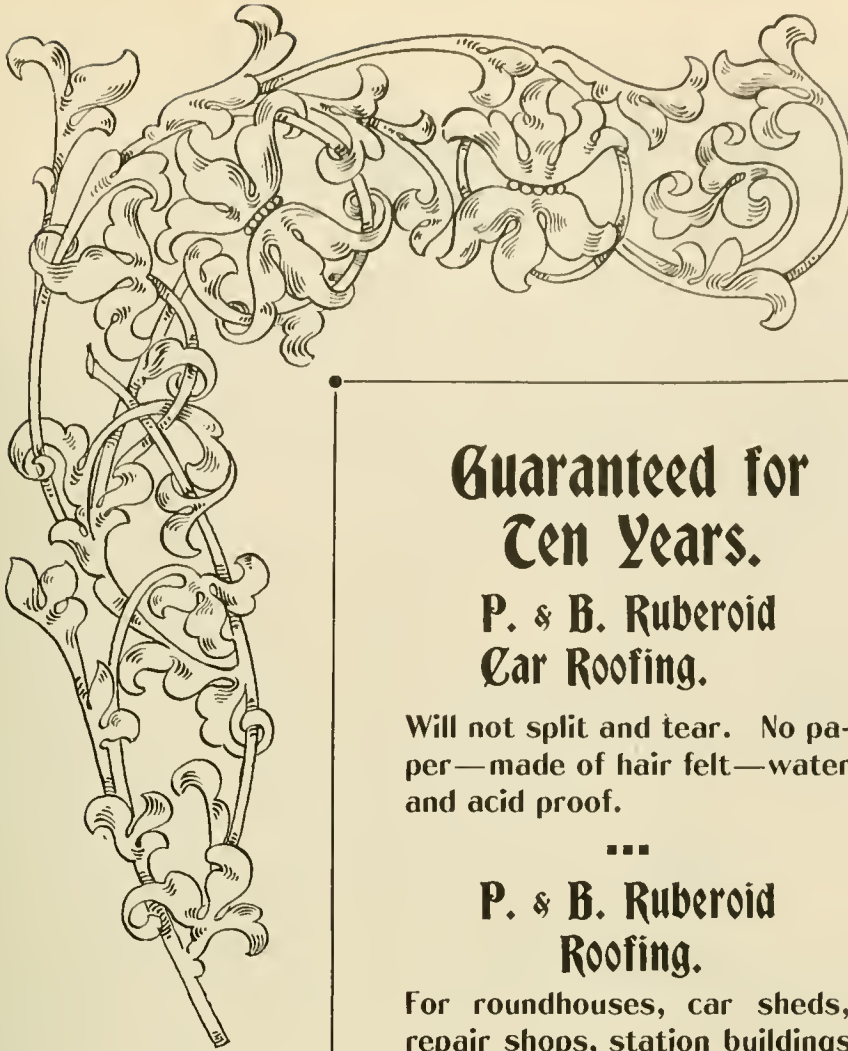 Guaranteed for
Ten Years.
P. & B. Ruberoid
Car Roofing.
Will not split and tear. No pa-
per—made of hair felt—water
and acid proof.
P. & B. Ruberoid
Roofing.
For roundhouses, car sheds,
repair shops, station buildings